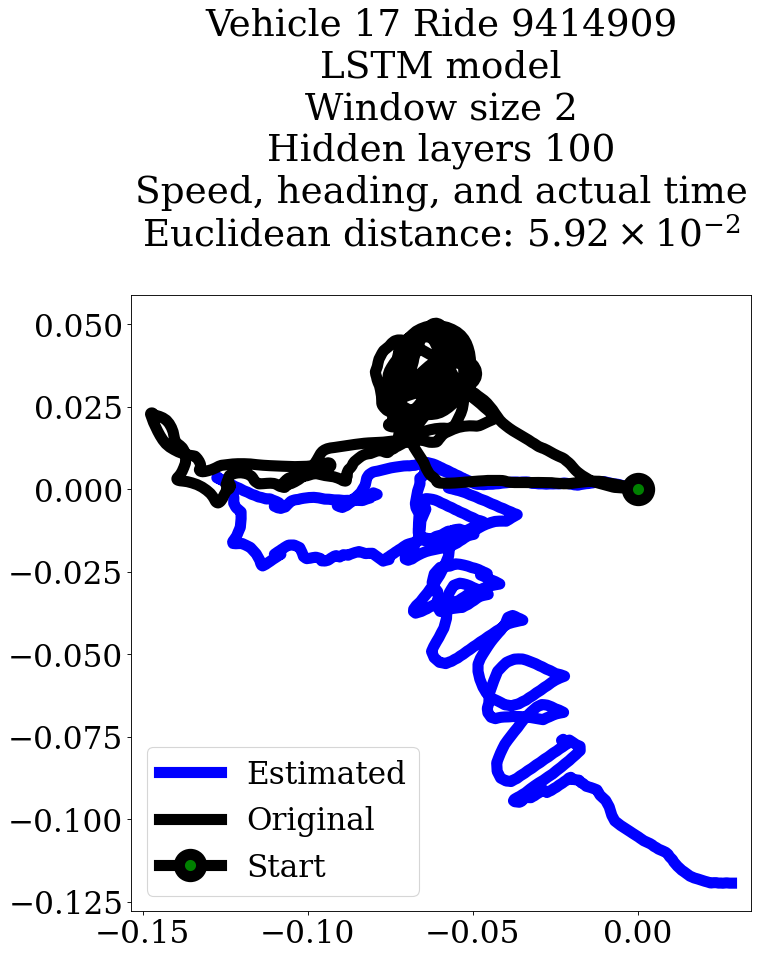 Vehicle 17 Ride 9414909
LSTM model
Window size 2
Hidden layers 100
Speed, heading, and actual time
Euclidean distance: 5.92 × 10⁻²
0.050
0.025
0.000
−0.025
−0.050
−0.075
−0.100
−0.125
Estimated
Original
Start
−0.15
−0.10
−0.05
0.00